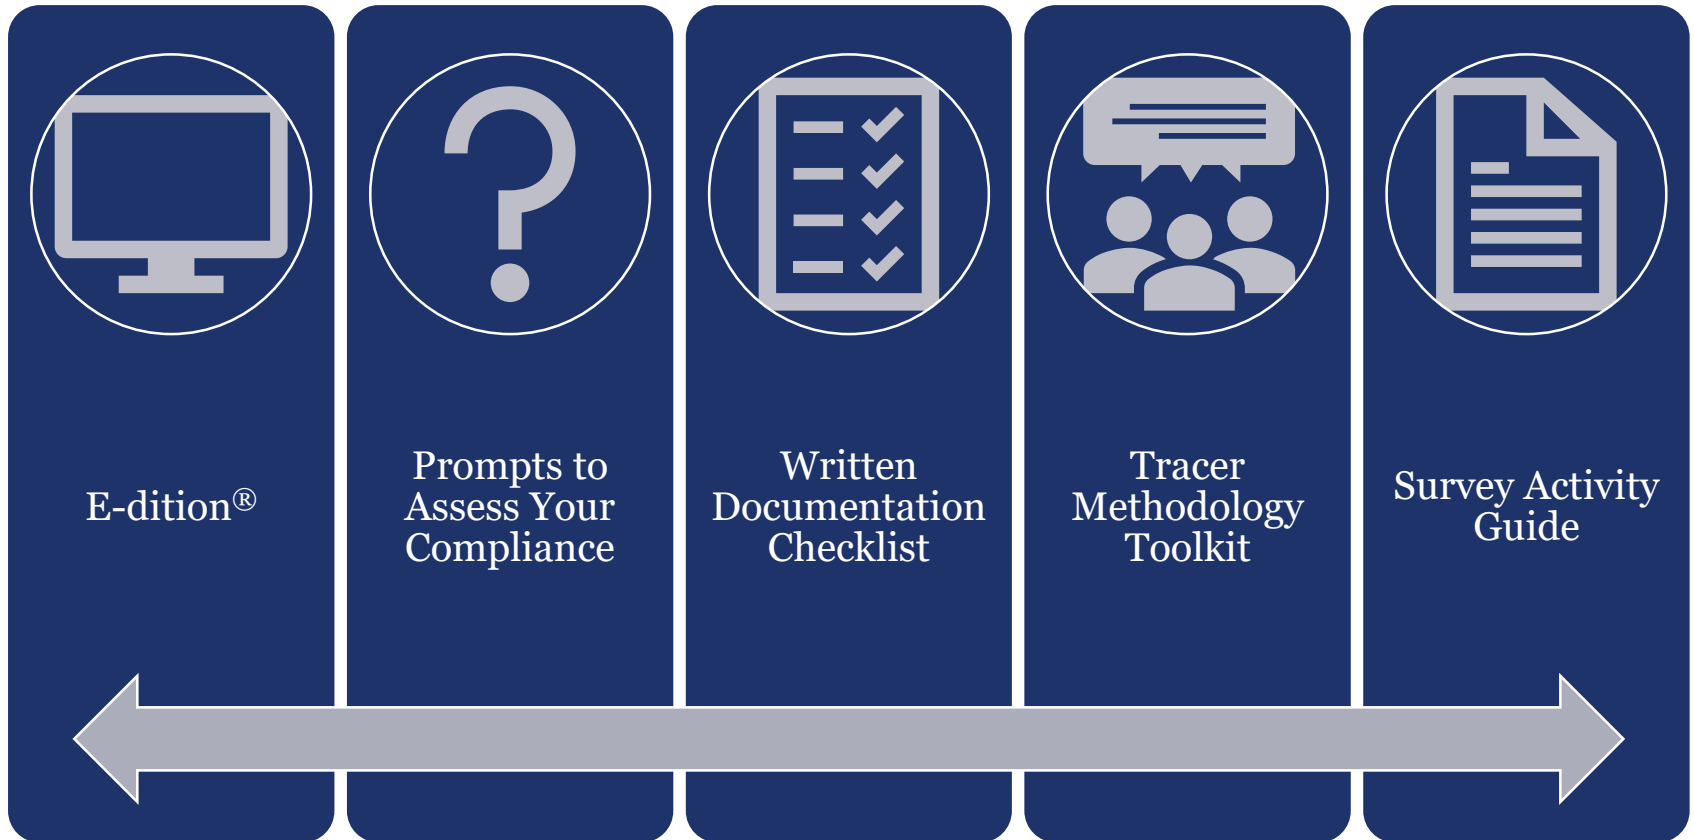 E-dition®
Prompts to
Assess Your
Compliance
Written
Documentation
Checklist
Tracer
Methodology
Toolkit
Survey Activity
Guide